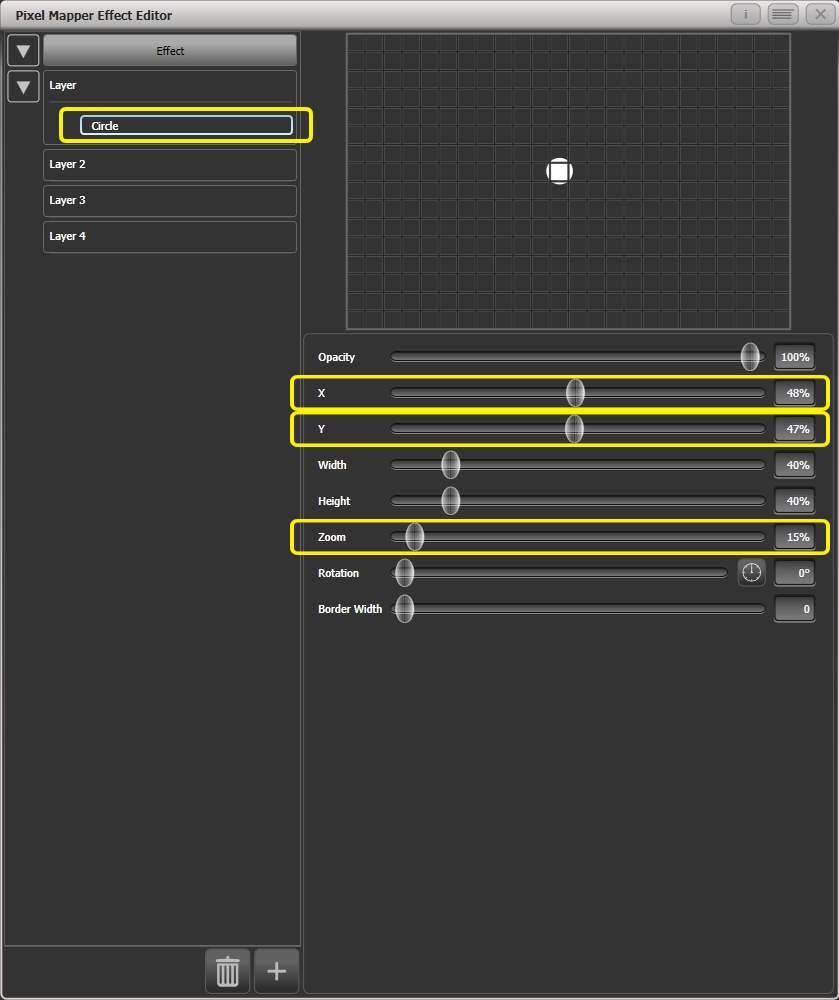 Pixel Mapper Effect Editor
i
Effect
Layer
Circle
Layer 2
Layer 3
Layer 4
Opacity 100%
X 48%
Y 47%
Width 40%
Height 40%
Zoom 15%
Rotation 0°
Border Width 0